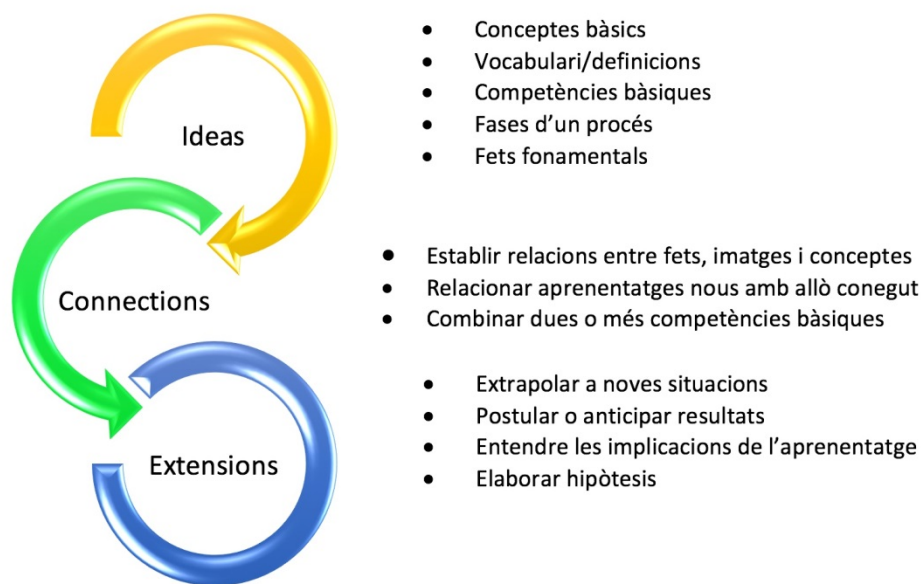 Ideas
• Conceptes bàsics
• Vocabulari/definicions
• Competències bàsiques
• Fases d’un procés
• Fets fonamentals
Connections
• Establir relacions entre fets, imatges i conceptes
• Relacionar aprenentatges nous amb allò conegut
• Combinar dues o més competències bàsiques
Extensions
• Extrapolar a noves situacions
• Postular o anticipar resultats
• Entendre les implicacions de l’aprenentatge
• Elaborar hipòtesis